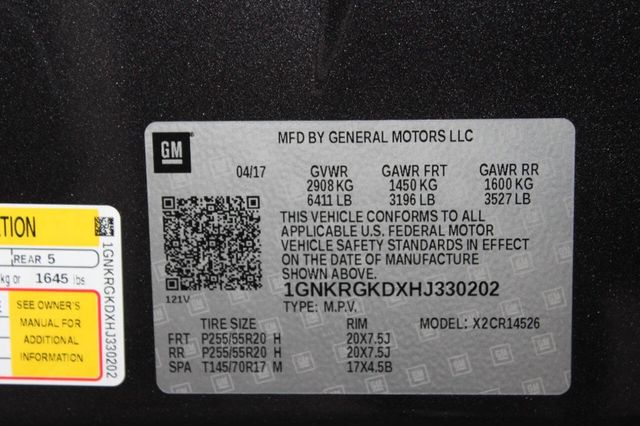 GM
MFD BY GENERAL MOTORS LLC
04/17 GVWR GAWR FRT GAWR RR
2908 KG 1450 KG 1600 KG
6411 LB 3196 LB 3527 LB
THIS VEHICLE CONFORMS TO ALL
APPLICABLE U.S. FEDERAL MOTOR
VEHICLE SAFETY STANDARDS IN EFFECT
ON THE DATE OF MANUFACTURE
SHOWN ABOVE.
121V
1GNKRGKDXHJ330202
TYPE: M.P.V.
TIRE SIZE RIM MODEL: X2CR14526
FRT P255/55R20 H 20X7.5J
RR P255/55R20 H 20X7.5J
SPA T145/70R17 M 17X4.5B
REAR 5
kg or 1645 lbs.
SEE OWNER'S
MANUAL FOR
ADDITIONAL
INFORMATION
1GNKRGKDXHJ330202